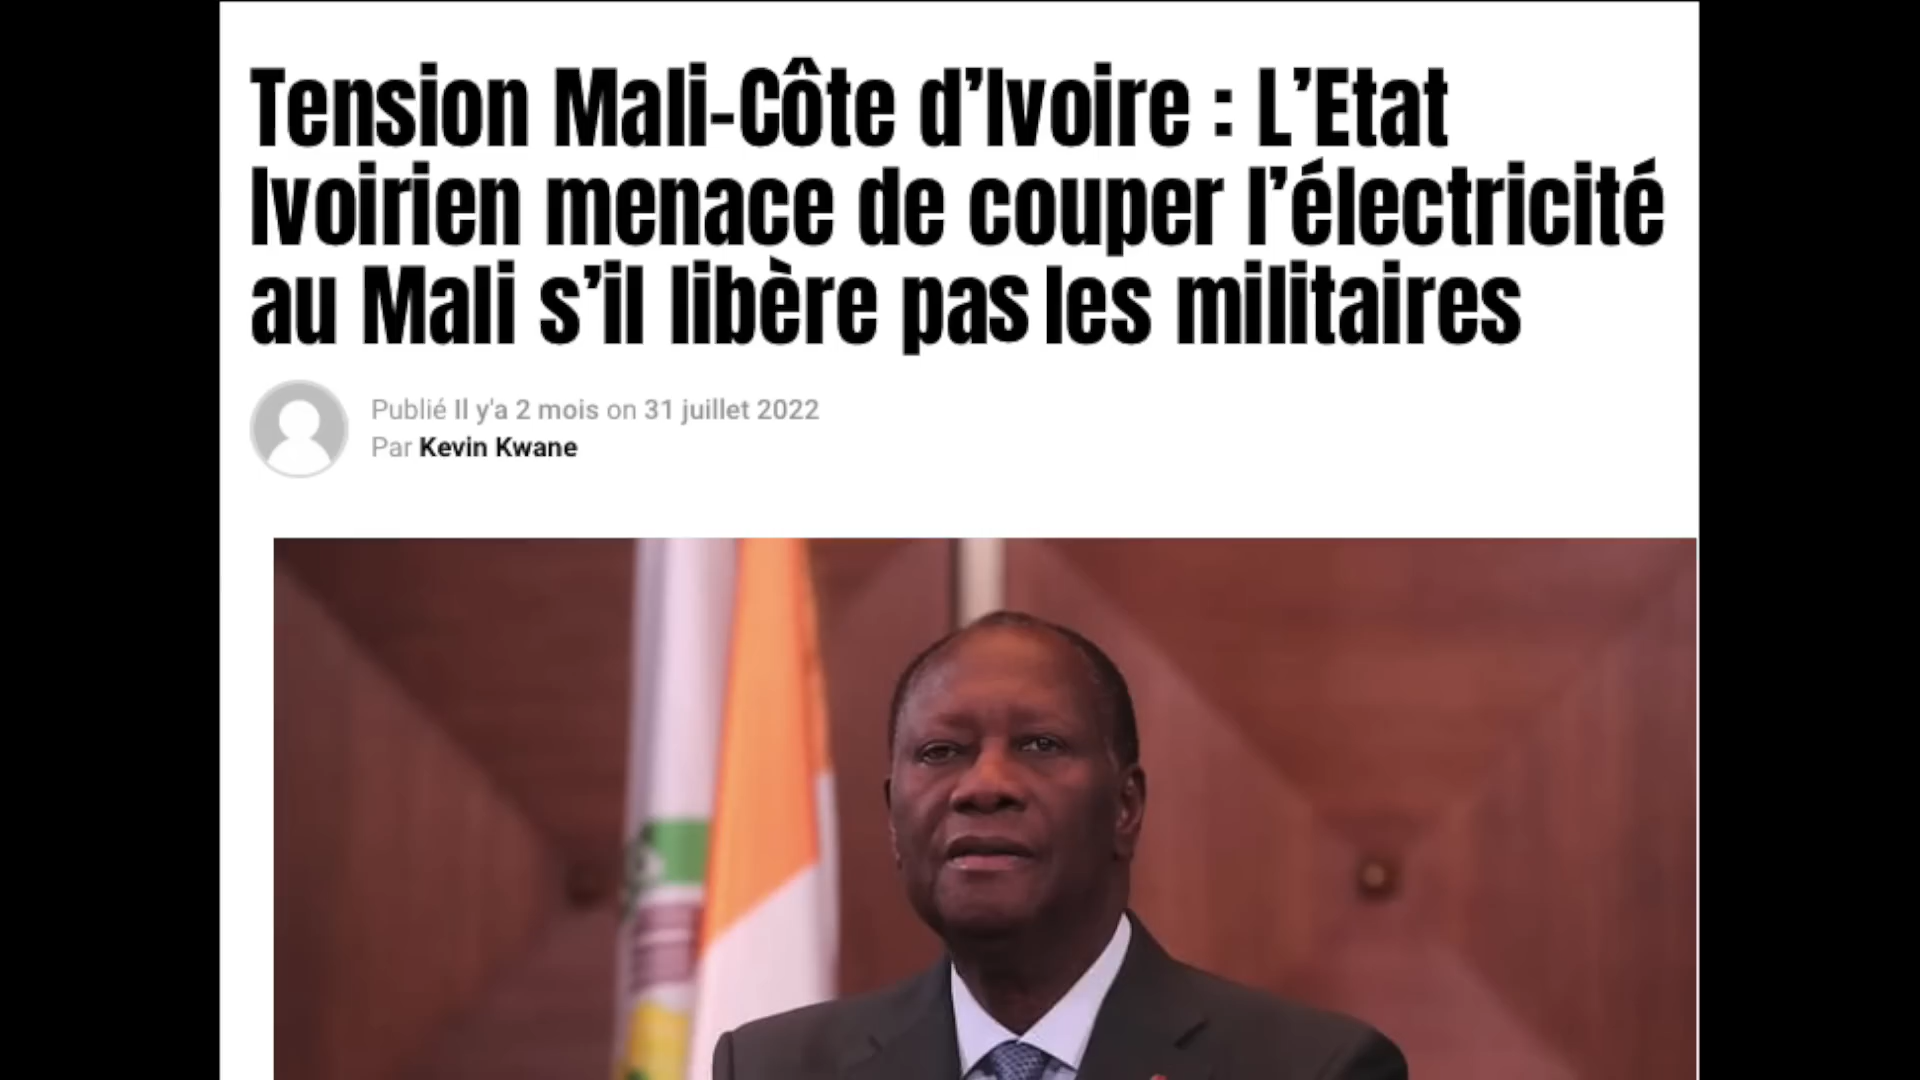 Tension Mali-Côte d’Ivoire : L’Etat
Ivoirien menace de couper l’électricité
au Mali s’il libère pas les militaires
Publié Il y'a 2 mois on 31 juillet 2022
Par Kevin Kwane